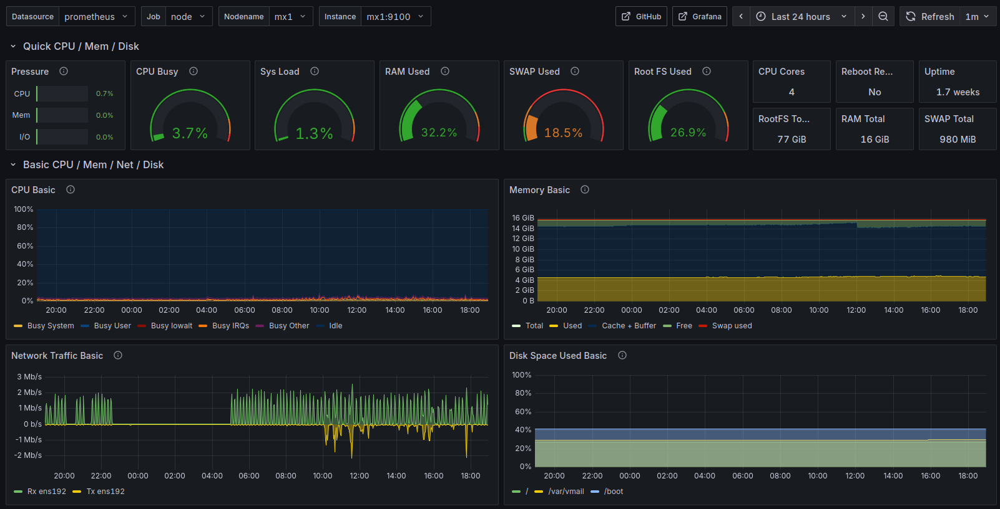 Datasource prometheus Job node Nodename mx1 Instance mx1:9100 GitHub Grafana Last 24 hours Refresh 1m
Quick CPU / Mem / Disk
Pressure CPU Busy Sys Load RAM Used SWAP Used Root FS Used CPU Cores Reboot Re... Uptime
CPU 0.7%
Mem 0.0%
I/O 0.0%
3.7%
1.3%
32.2%
18.5%
26.9%
4 No 1.7 weeks
RootFS To... RAM Total SWAP Total
77 GiB 16 GiB 980 MiB
Basic CPU / Mem / Net / Disk
CPU Basic
100%
80%
60%
40%
20%
0%
20:00 22:00 00:00 02:00 04:00 06:00 08:00 10:00 12:00 14:00 16:00 18:00
Busy System Busy User Busy Iowait Busy IRQs Busy Other Idle
Memory Basic
16 GiB
14 GiB
12 GiB
10 GiB
8 GiB
6 GiB
4 GiB
2 GiB
0 B
20:00 22:00 00:00 02:00 04:00 06:00 08:00 10:00 12:00 14:00 16:00 18:00
Total Used Cache + Buffer Free Swap used
Network Traffic Basic
3 Mb/s
2 Mb/s
1 Mb/s
0 b/s
-1 Mb/s
-2 Mb/s
20:00 22:00 00:00 02:00 04:00 06:00 08:00 10:00 12:00 14:00 16:00 18:00
Rx ens192 Tx ens192
Disk Space Used Basic
100%
80%
60%
40%
20%
0%
20:00 22:00 00:00 02:00 04:00 06:00 08:00 10:00 12:00 14:00 16:00 18:00
/ /var/vmail /boot